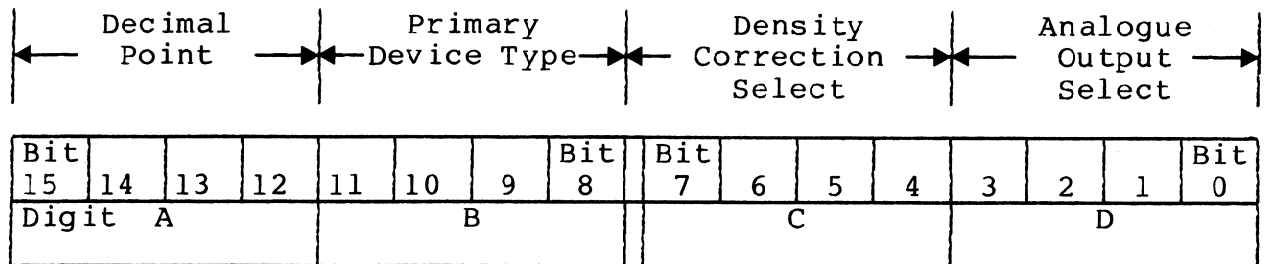 Decimal Primary Density Analogue
Point Device Type Correction Output
Select Select
Bit Bit Bit Bit
15 14 13 12 11 10 9 8 7 6 5 4 3 2 1 0
Digit A B C D